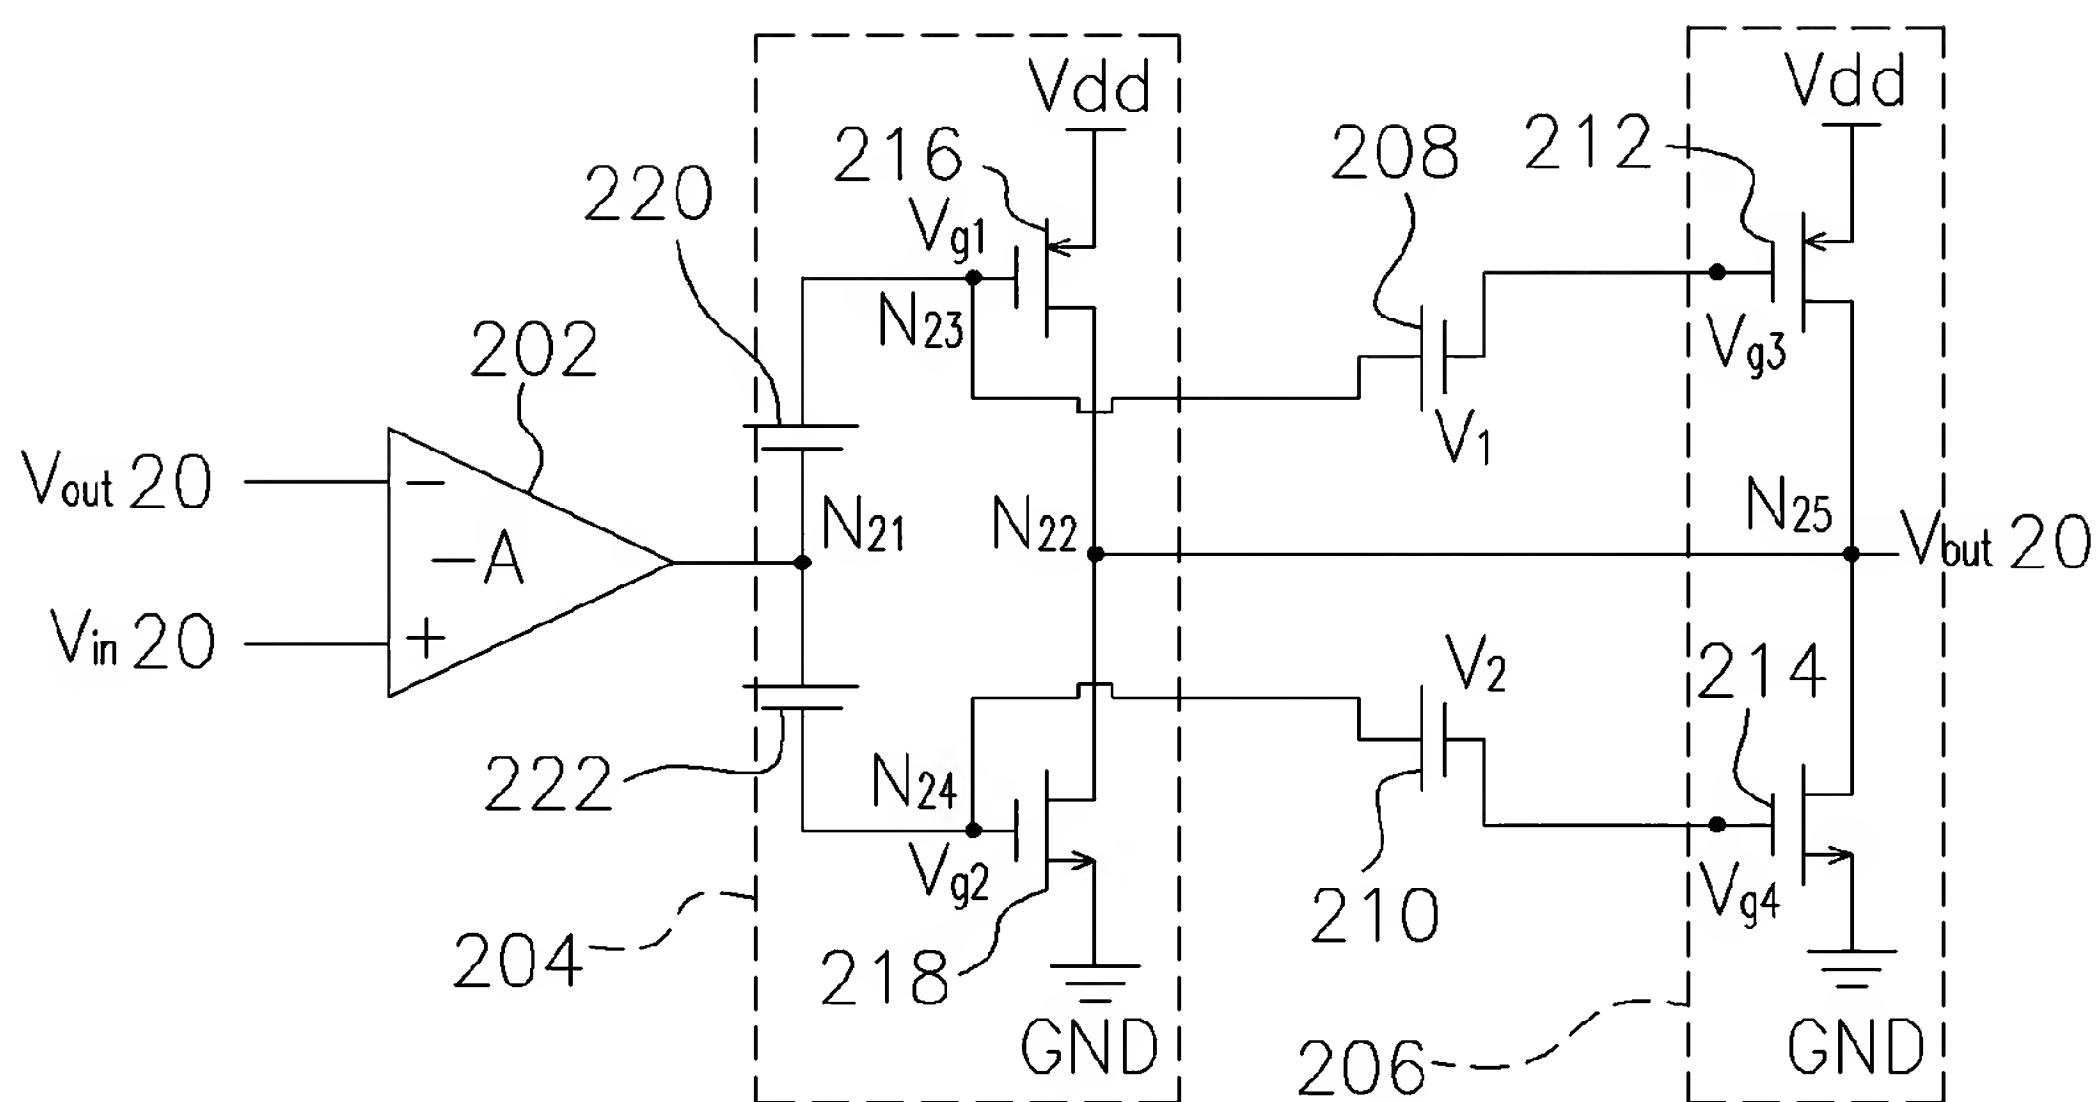 Vdd
Vdd
216
208
212
220
Vg1
N23
Vg3
202
V1
Vout 20
−
N21
N22
N25
Vout 20
−A
Vin 20
+
V2
214
222
N24
Vg2
210
Vg4
204
218
GND
206
GND